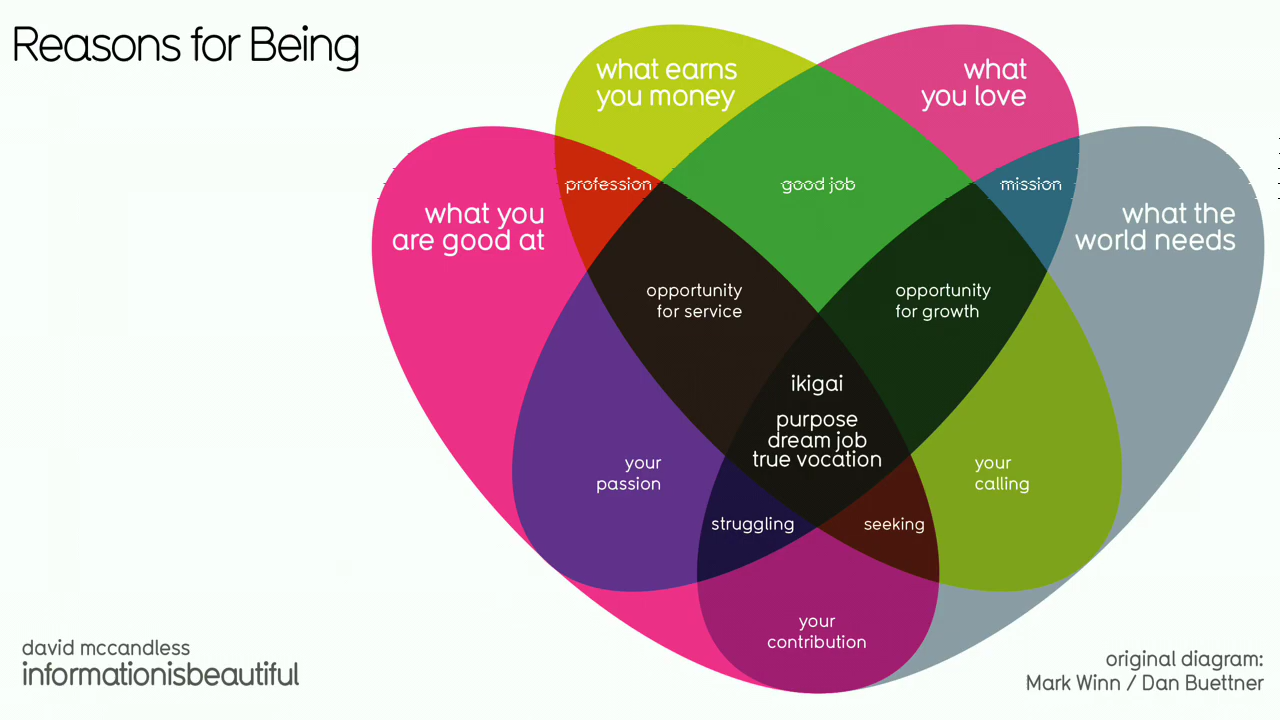 Reasons for Being
what earns
you money
what
you love
what you
are good at
what the
world needs
profession
good job
mission
opportunity
for service
opportunity
for growth
ikigai
purpose
dream job
true vocation
your
passion
your
calling
struggling
seeking
your
contribution
david mccandless
informationisbeautiful
original diagram:
Mark Winn / Dan Buettner